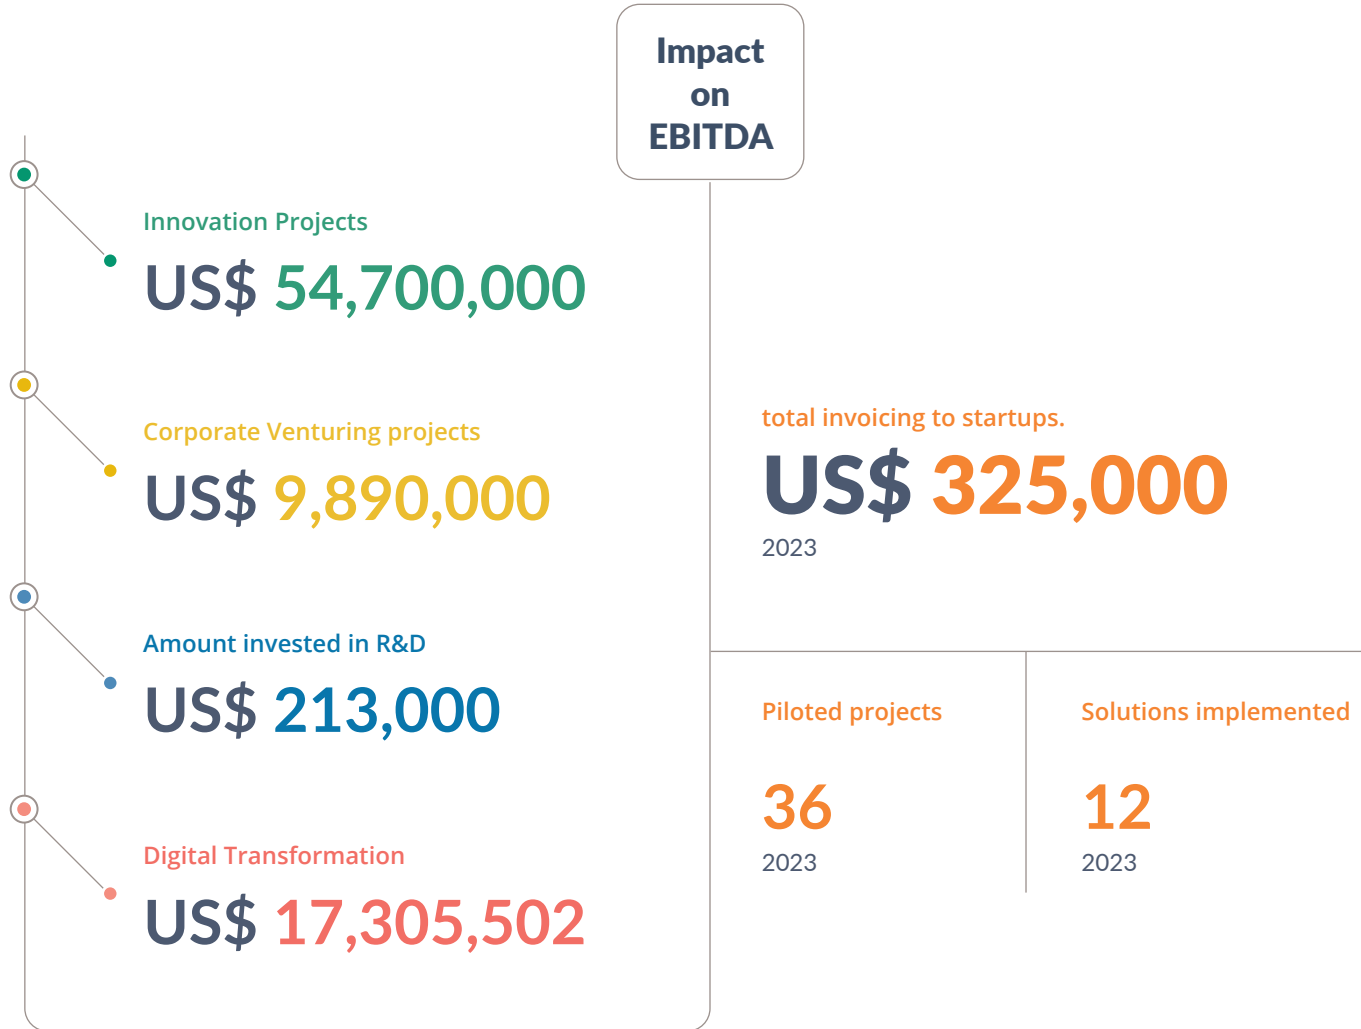 Impact
on
EBITDA
Innovation Projects
US$ 54,700,000
Corporate Venturing projects
US$ 9,890,000
Amount invested in R&D
US$ 213,000
Digital Transformation
US$ 17,305,502
total invoicing to startups.
US$ 325,000
2023
Piloted projects
36
2023
Solutions implemented
12
2023